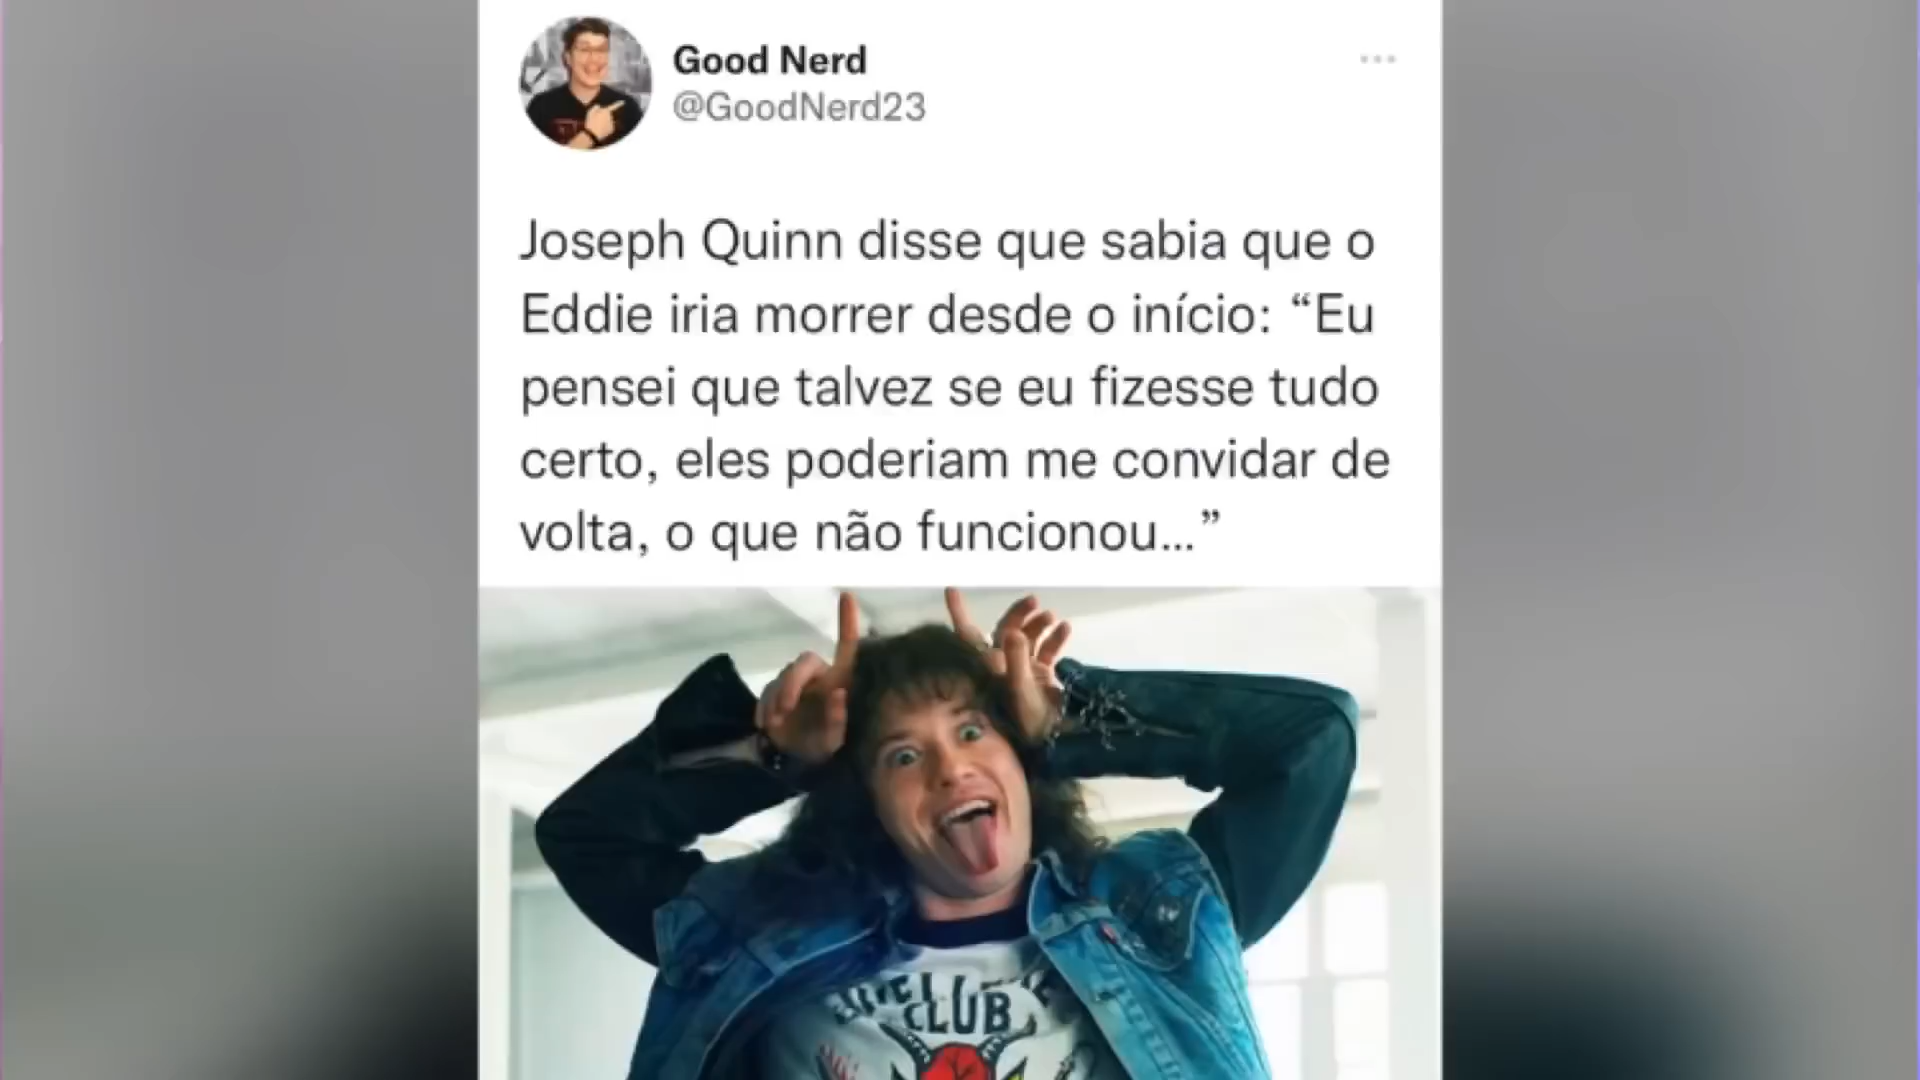 Good Nerd
@GoodNerd23
Joseph Quinn disse que sabia que o
Eddie iria morrer desde o início: “Eu
pensei que talvez se eu fizesse tudo
certo, eles poderiam me convidar de
volta, o que não funcionou...”
CLUB